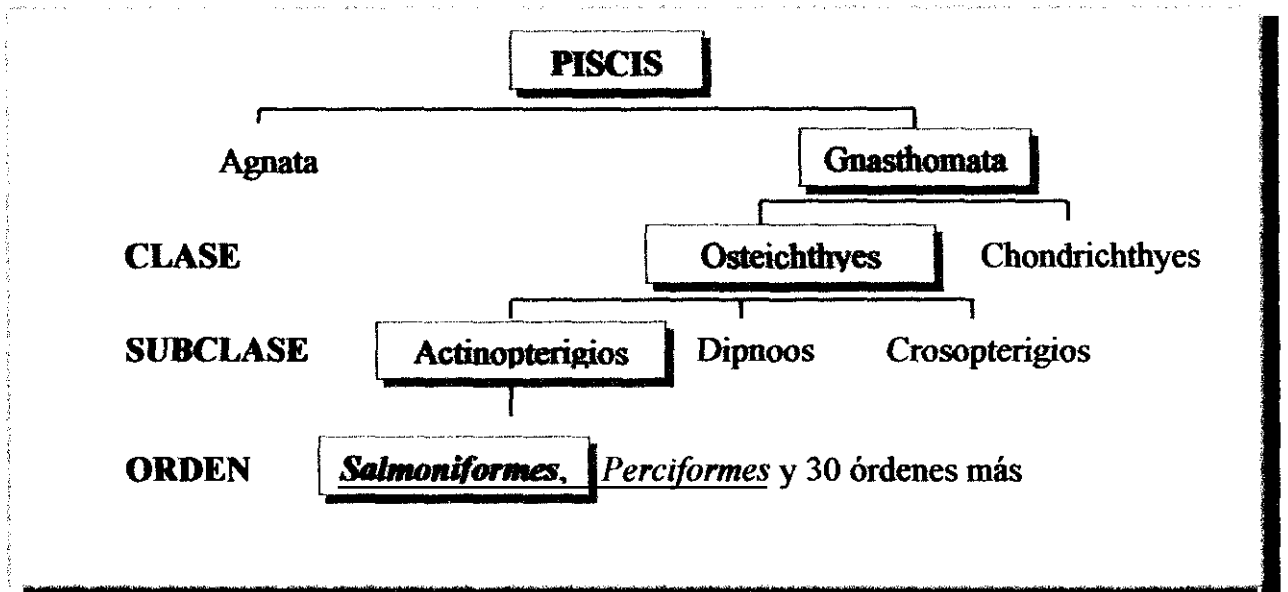 PISCIS
Agnata Gnasthomata
CLASE Osteichthyes Chondrichthyes
SUBCLASE Actinopterigios Dipnoos Crosopterigios
ORDEN Salmoniformes, Perciformes y 30 órdenes más